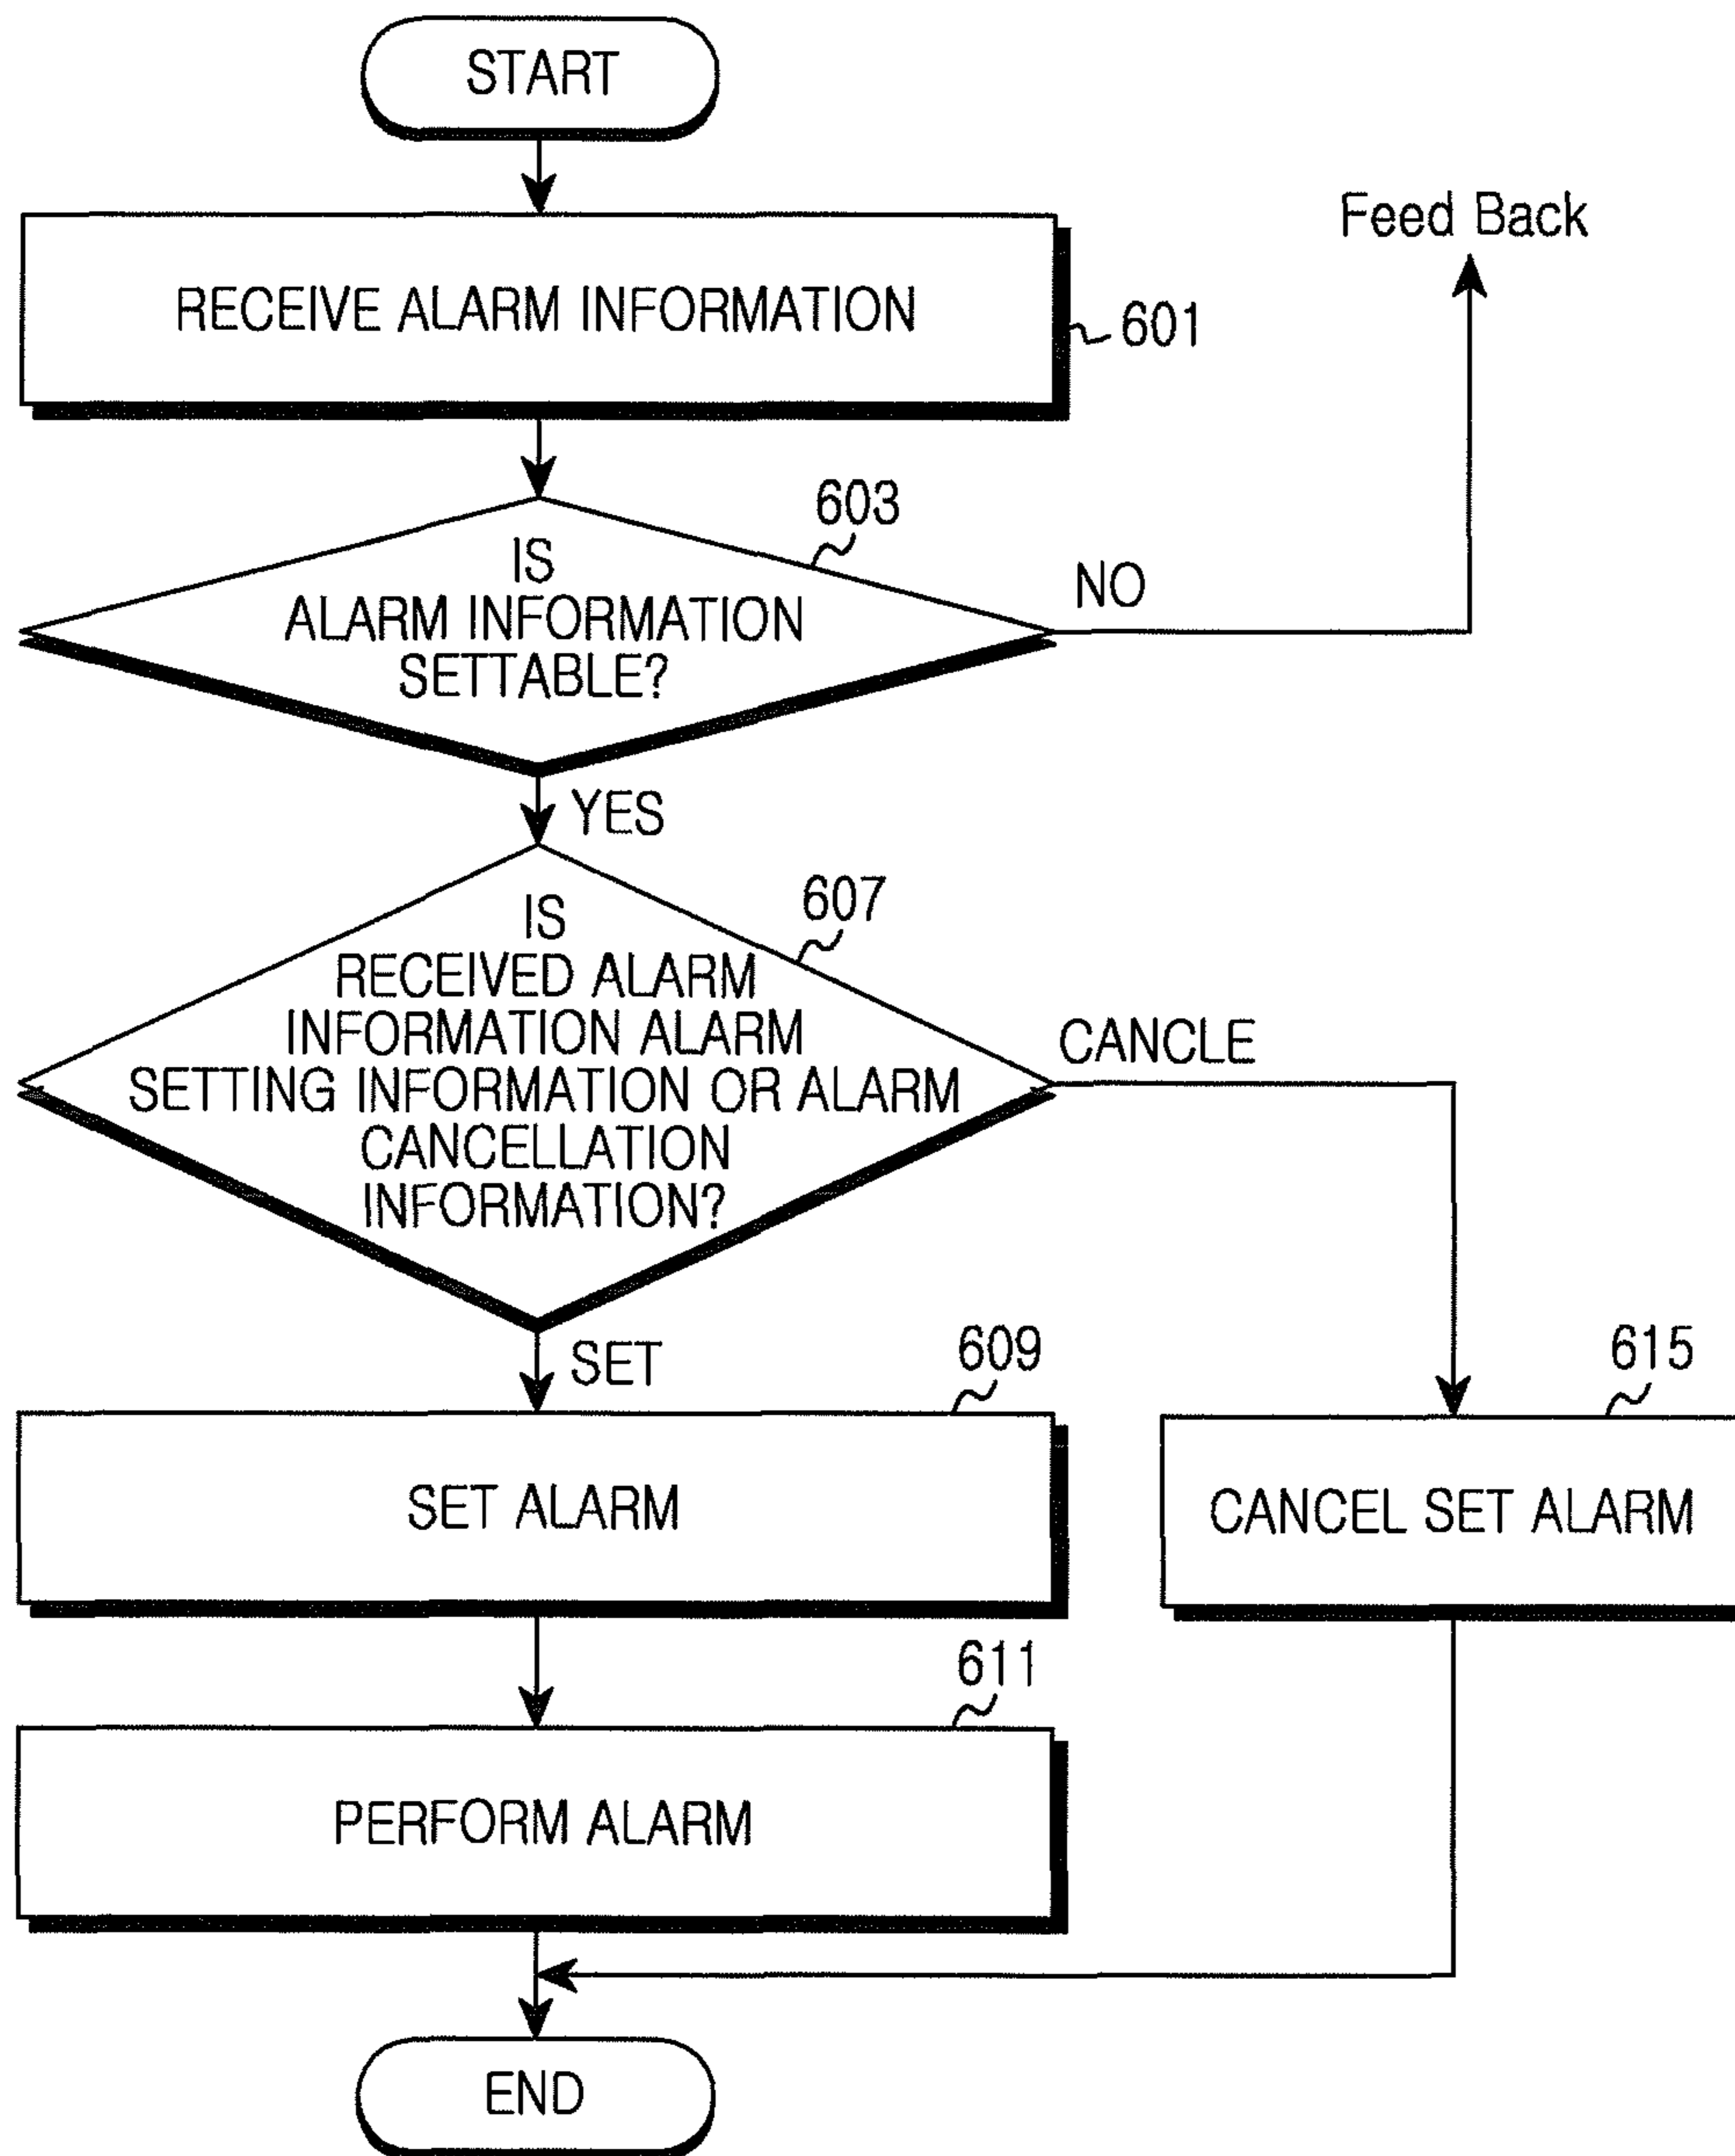 START
RECEIVE ALARM INFORMATION
601
Feed Back
603
IS
ALARM INFORMATION
SETTABLE?
NO
YES
607
IS
RECEIVED ALARM
INFORMATION ALARM
SETTING INFORMATION OR ALARM
CANCELLATION
INFORMATION?
CANCLE
SET
609
SET ALARM
615
CANCEL SET ALARM
611
PERFORM ALARM
END